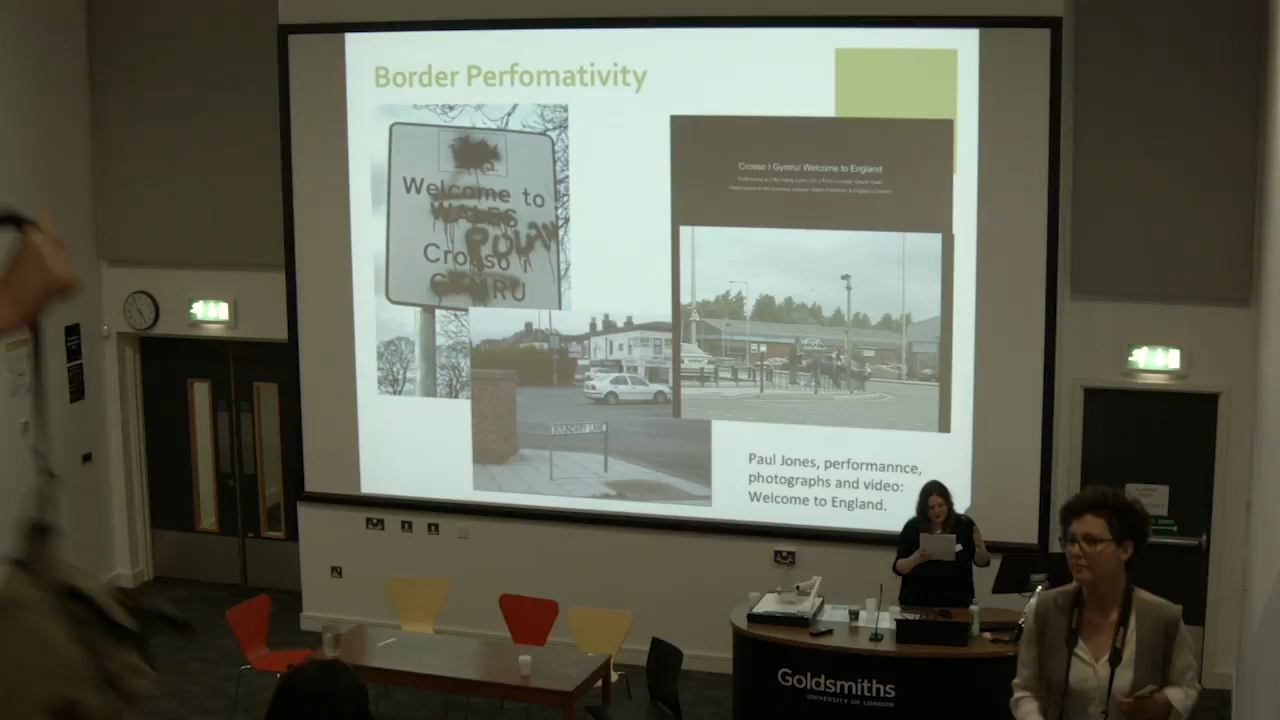 Border Perfomativity
Welcome to
WALES
Croeso i
CYMRU
Croeso I Gymru/ Welcome to England
BOUNDARY LANE
Paul Jones, performannce,
photographs and video:
Welcome to England.
Goldsmiths
UNIVERSITY OF LONDON